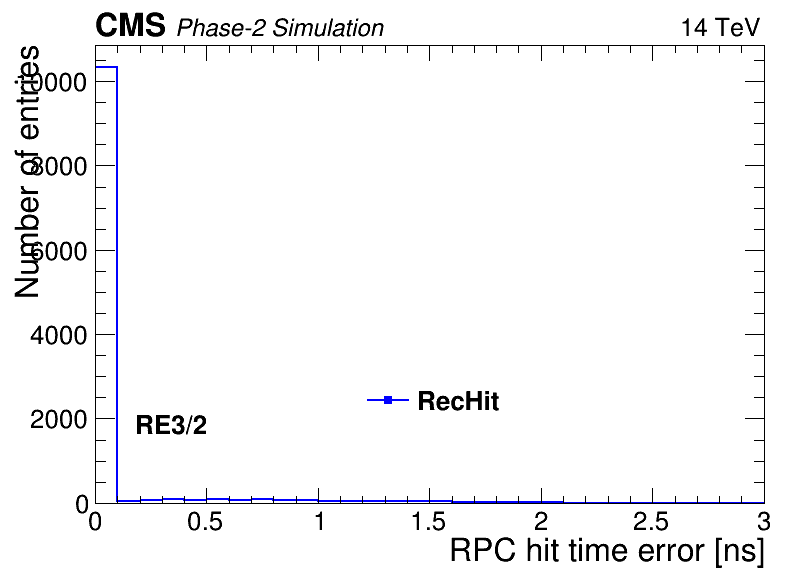 CMS Phase-2 Simulation 14 TeV
Number of entries
10000
8000
6000
4000
2000
0
RE3/2
RecHit
0 0.5 1 1.5 2 2.5 3
RPC hit time error [ns]